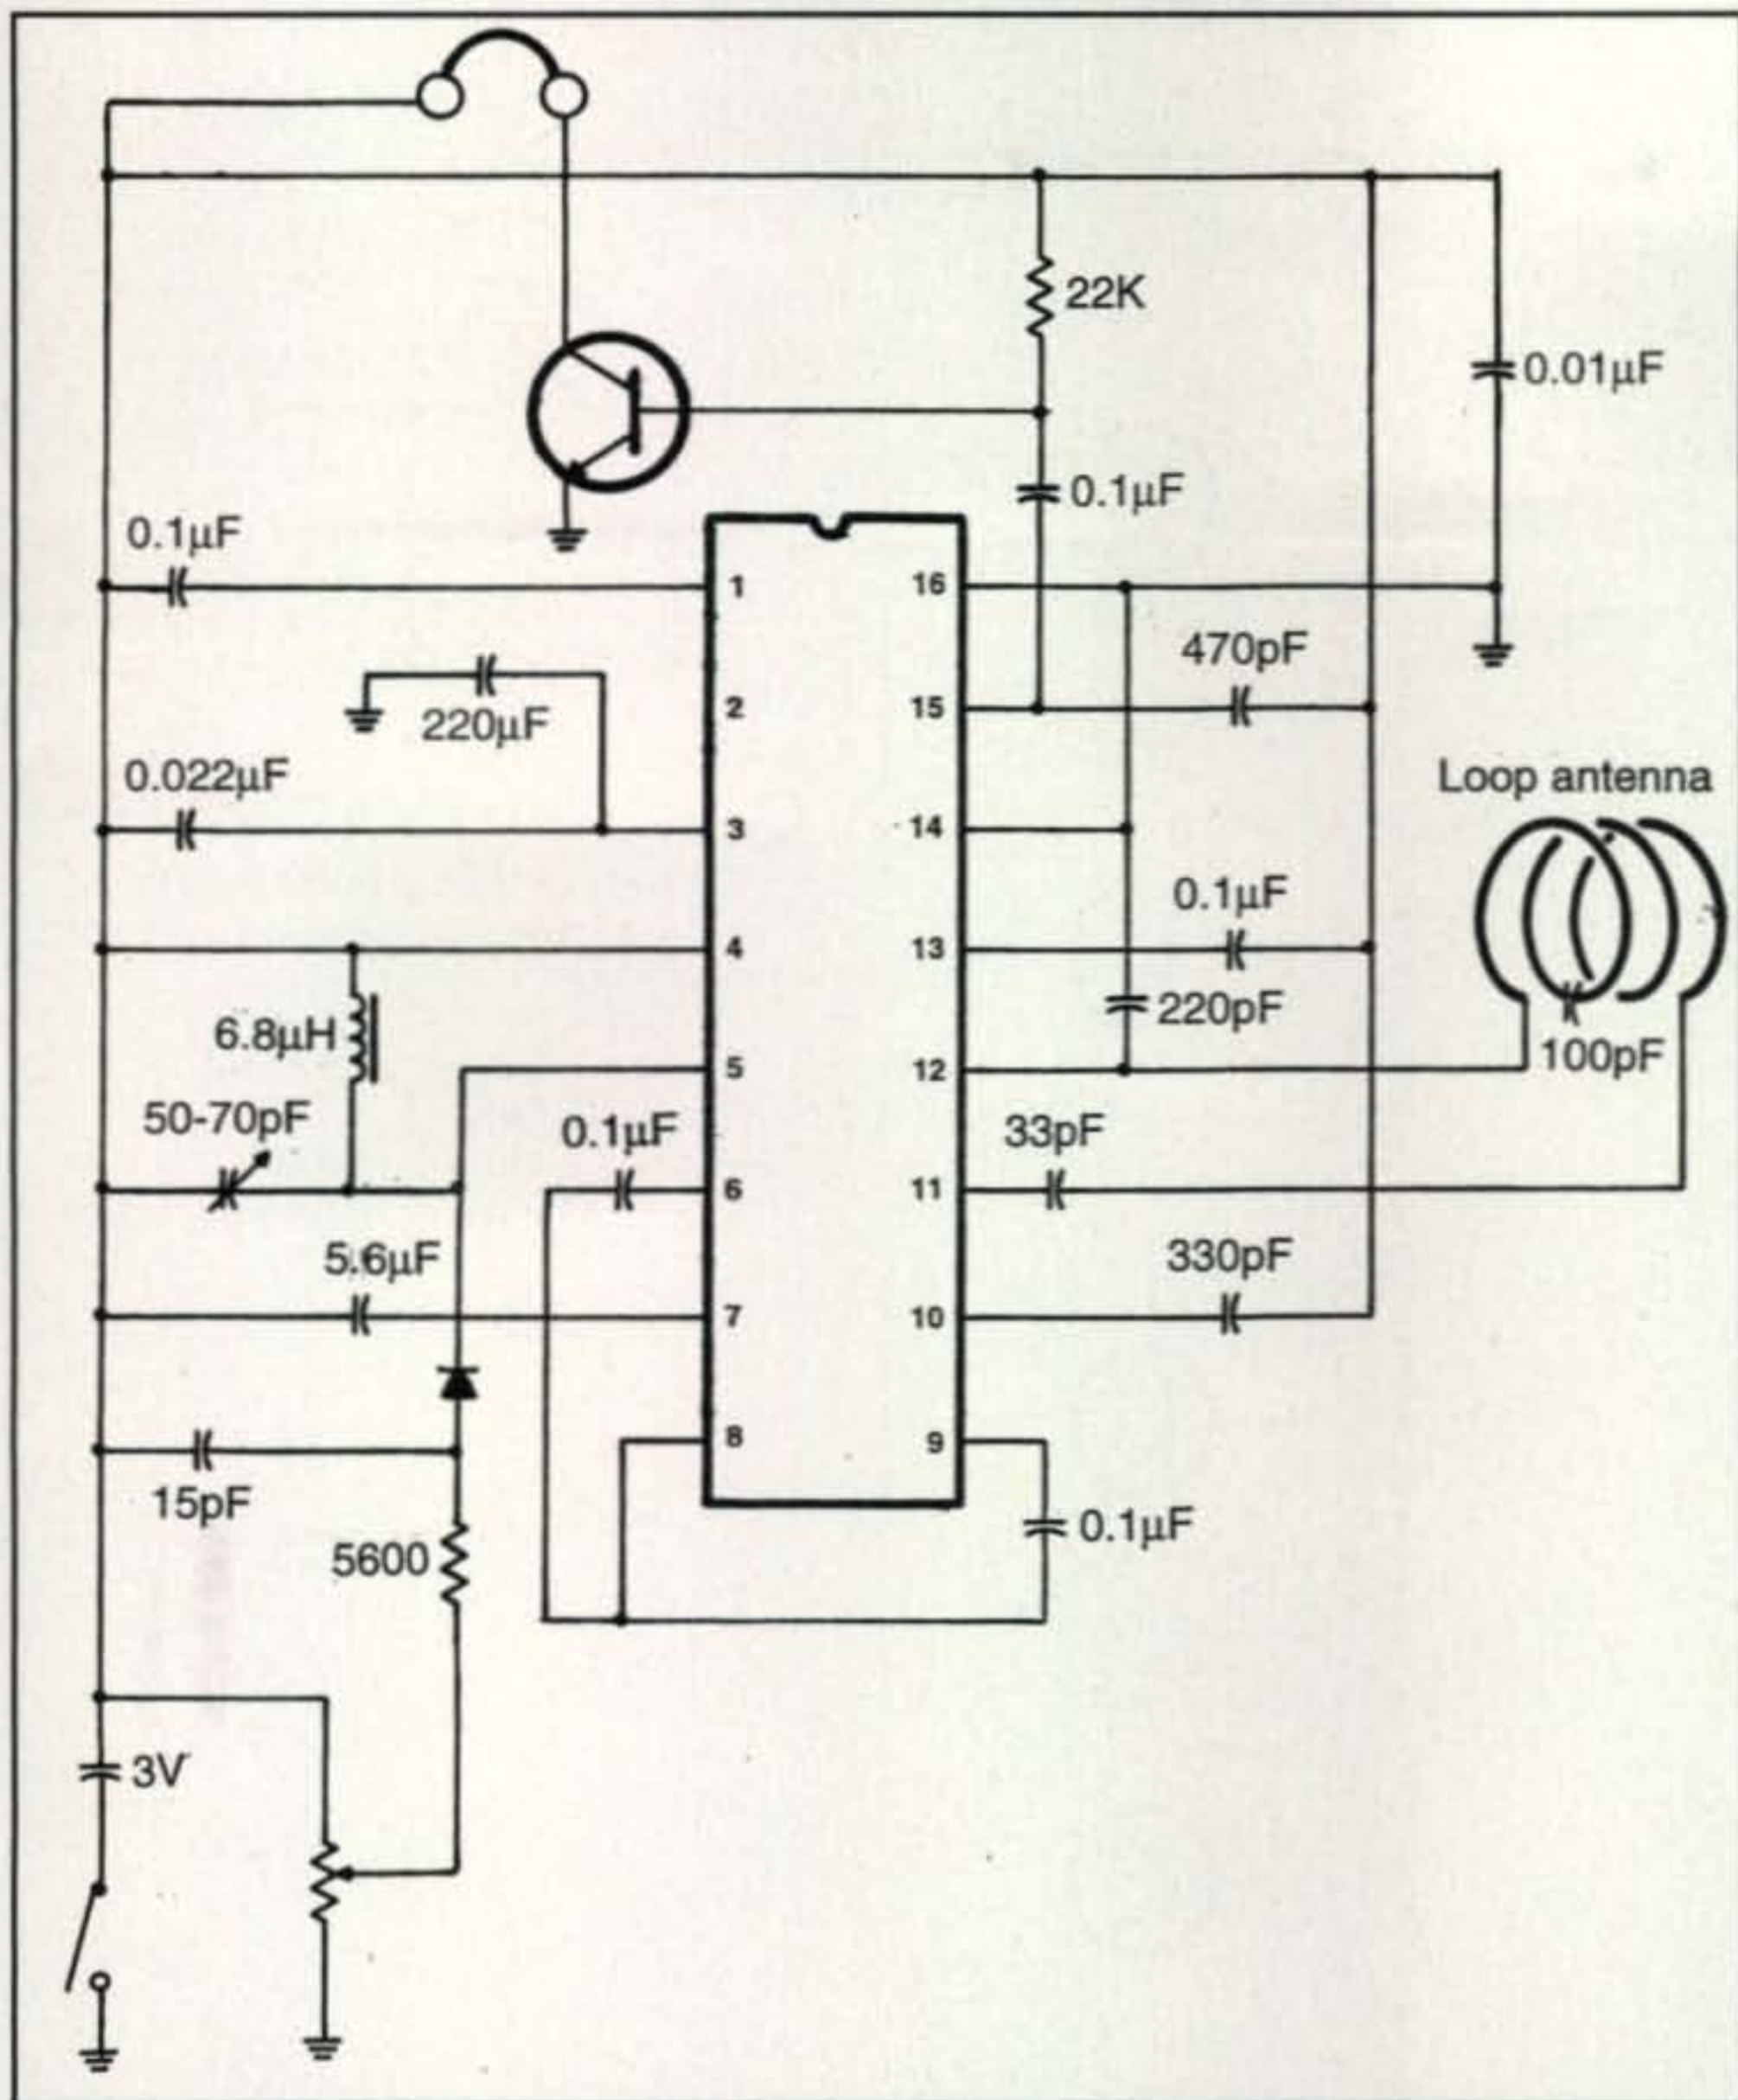 22K
0.01µF
0.1µF
0.1µF
1
16
470pF
2
15
220µF
0.022µF
Loop antenna
3
14
0.1µF
4
13
6.8µH
220pF
100pF
5
12
50-70pF
0.1µF
33pF
6
11
5.6µF
330pF
7
10
8
9
15pF
0.1µF
5600
3V